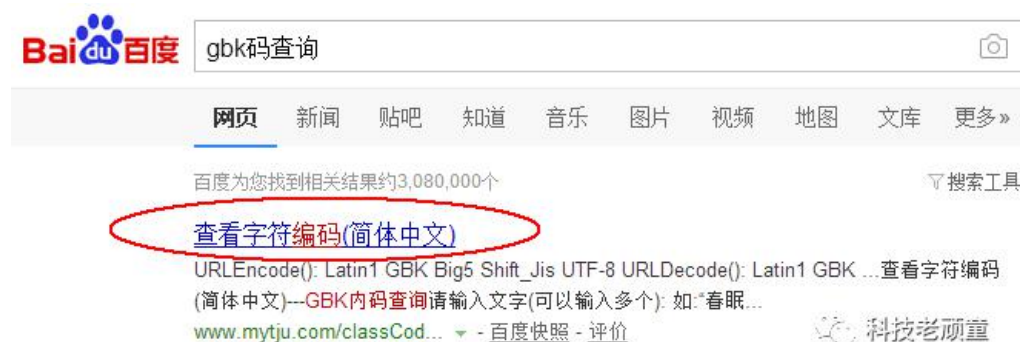 Bai du 百度 gbk码查询
网页 新闻 贴吧 知道 音乐 图片 视频 地图 文库 更多»
百度为您找到相关结果约3,080,000个 搜索工具
查看字符编码(简体中文)
URLEncode(): Latin1 GBK Big5 Shift_Jis UTF-8 URLDecode(): Latin1 GBK ...查看字符编码
(简体中文)---GBK内码查询请输入文字(可以输入多个): 如:“春眠...
www.mytju.com/classCod... - 百度快照 - 评价
科技老顽童